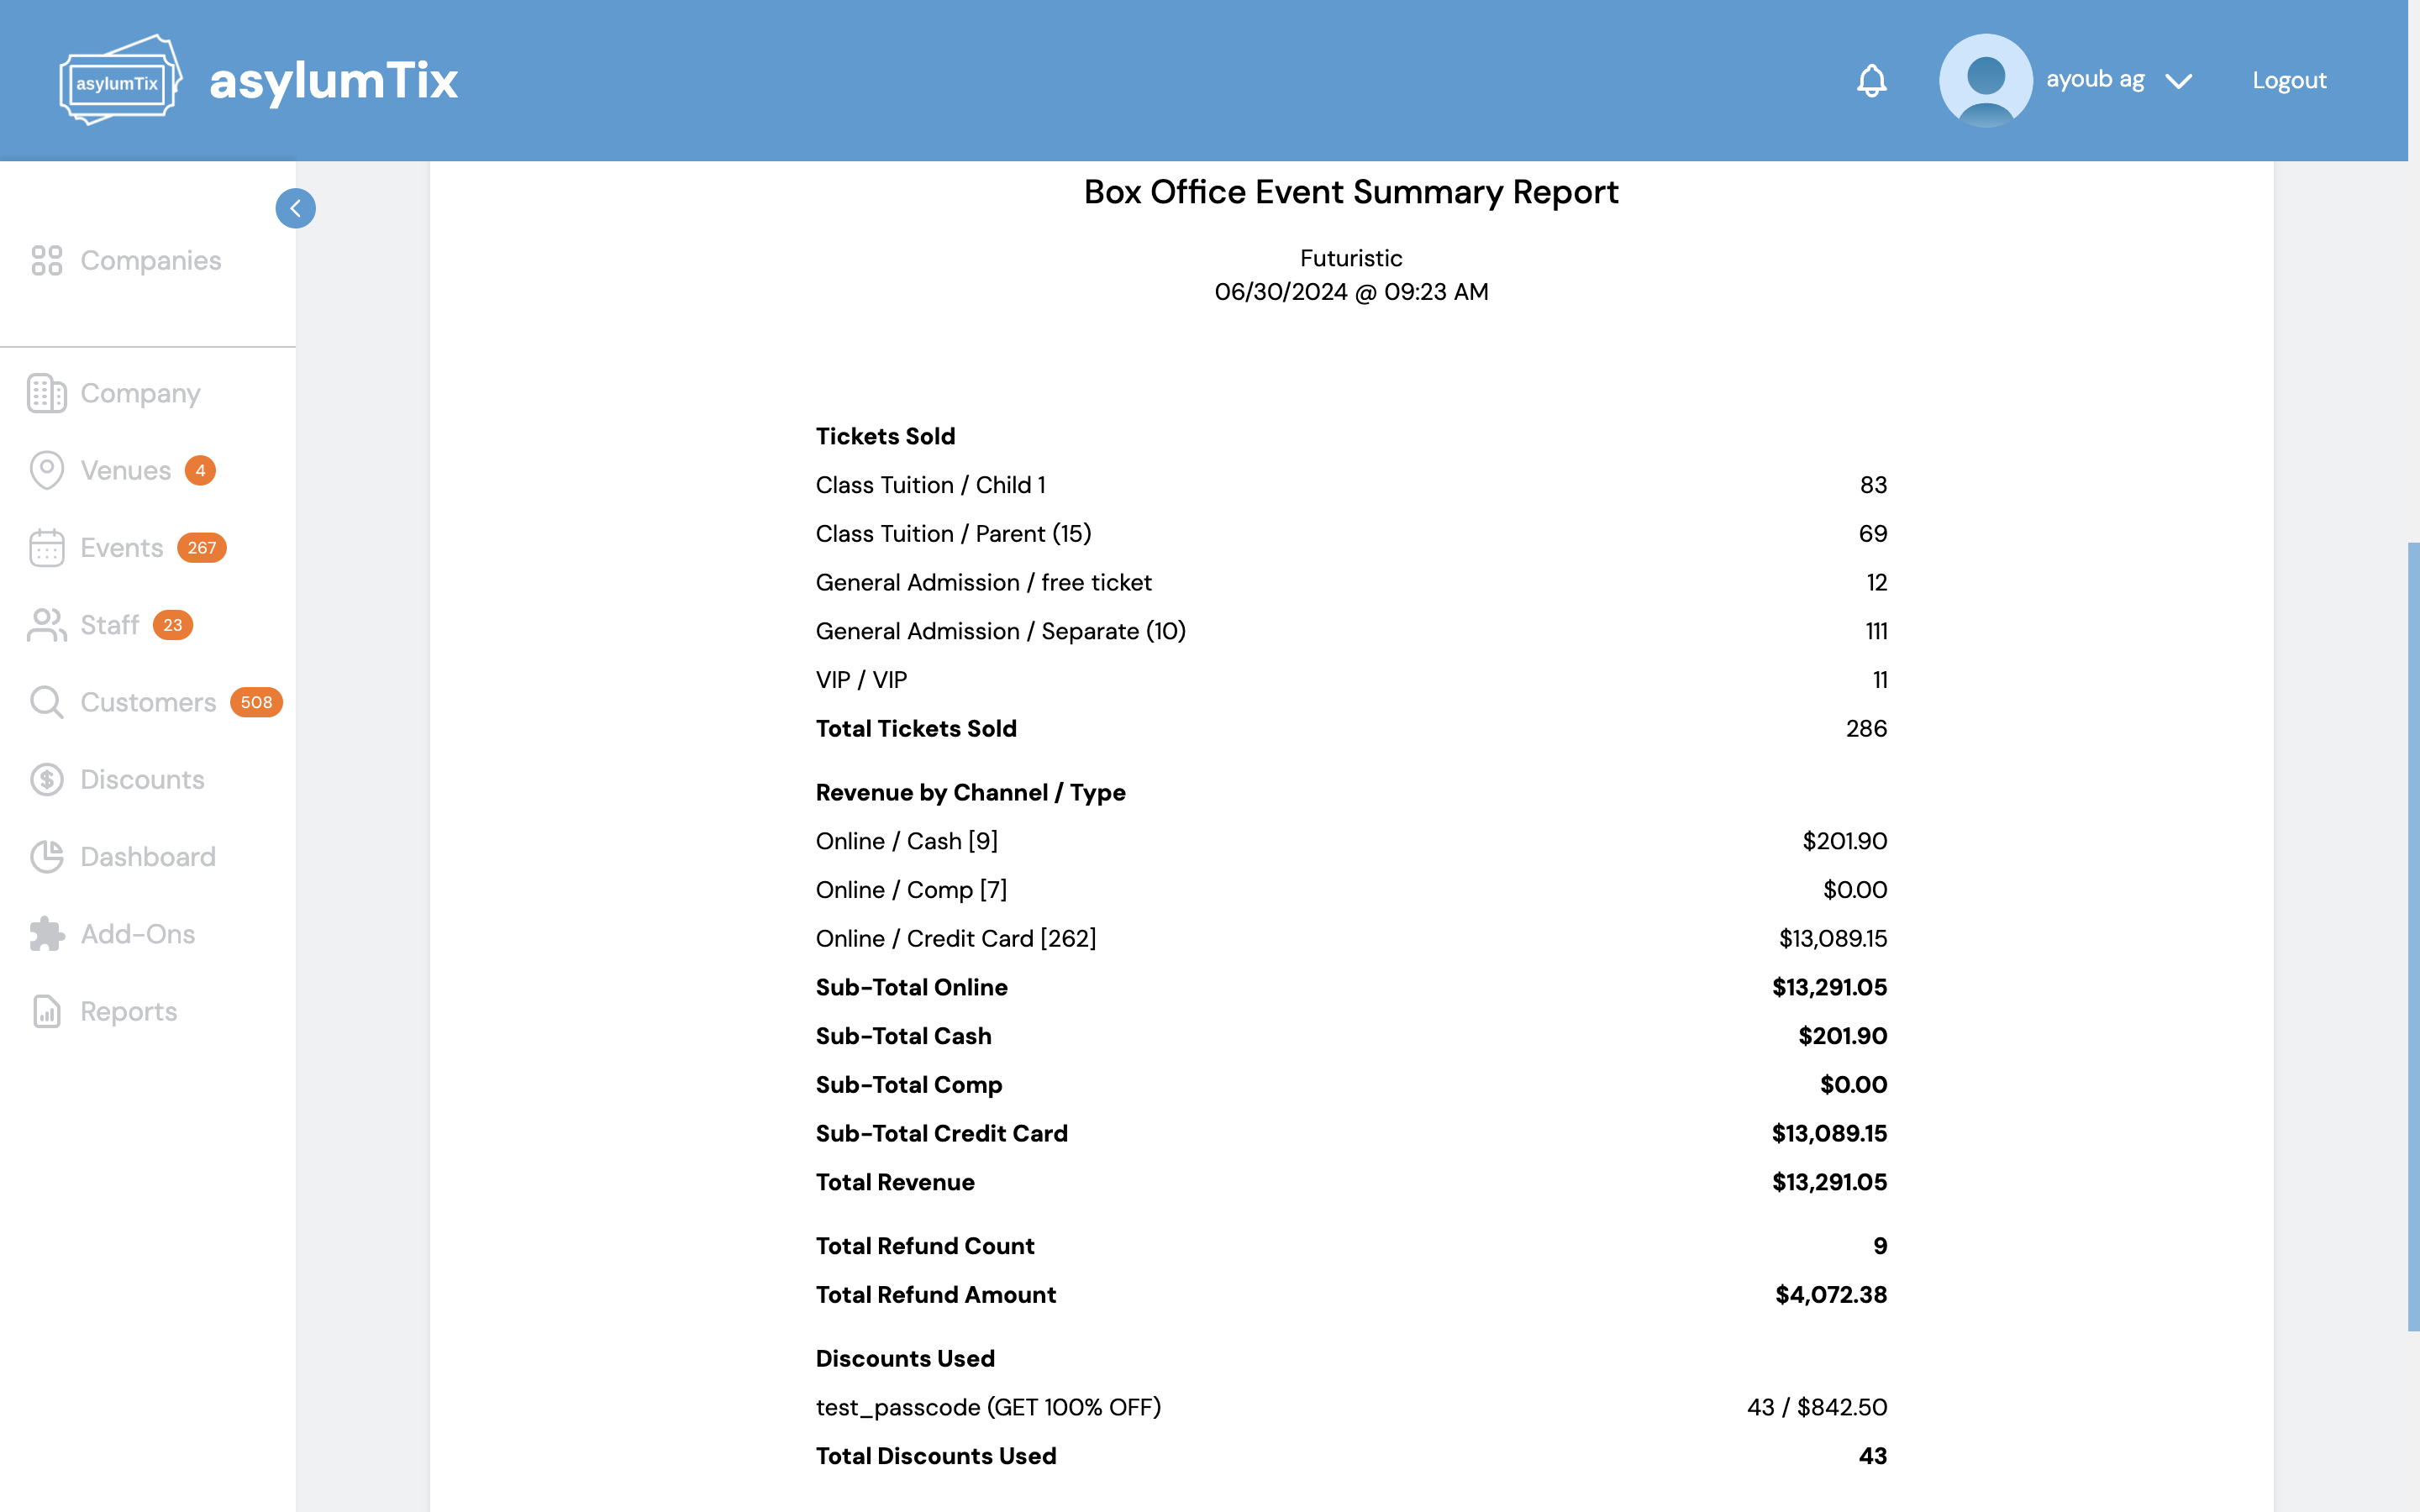 asylumTix
asylumTix
ayoub ag
Logout
Companies
Company
Venues 4
Events 267
Staff 23
Customers 508
Discounts
Dashboard
Add-Ons
Reports
Box Office Event Summary Report
Futuristic
06/30/2024 @ 09:23 AM
Tickets Sold
Class Tuition / Child 1 83
Class Tuition / Parent (15) 69
General Admission / free ticket 12
General Admission / Separate (10) 111
VIP / VIP 11
Total Tickets Sold 286
Revenue by Channel / Type
Online / Cash [9] $201.90
Online / Comp [7] $0.00
Online / Credit Card [262] $13,089.15
Sub-Total Online $13,291.05
Sub-Total Cash $201.90
Sub-Total Comp $0.00
Sub-Total Credit Card $13,089.15
Total Revenue $13,291.05
Total Refund Count 9
Total Refund Amount $4,072.38
Discounts Used
test_passcode (GET 100% OFF) 43 / $842.50
Total Discounts Used 43